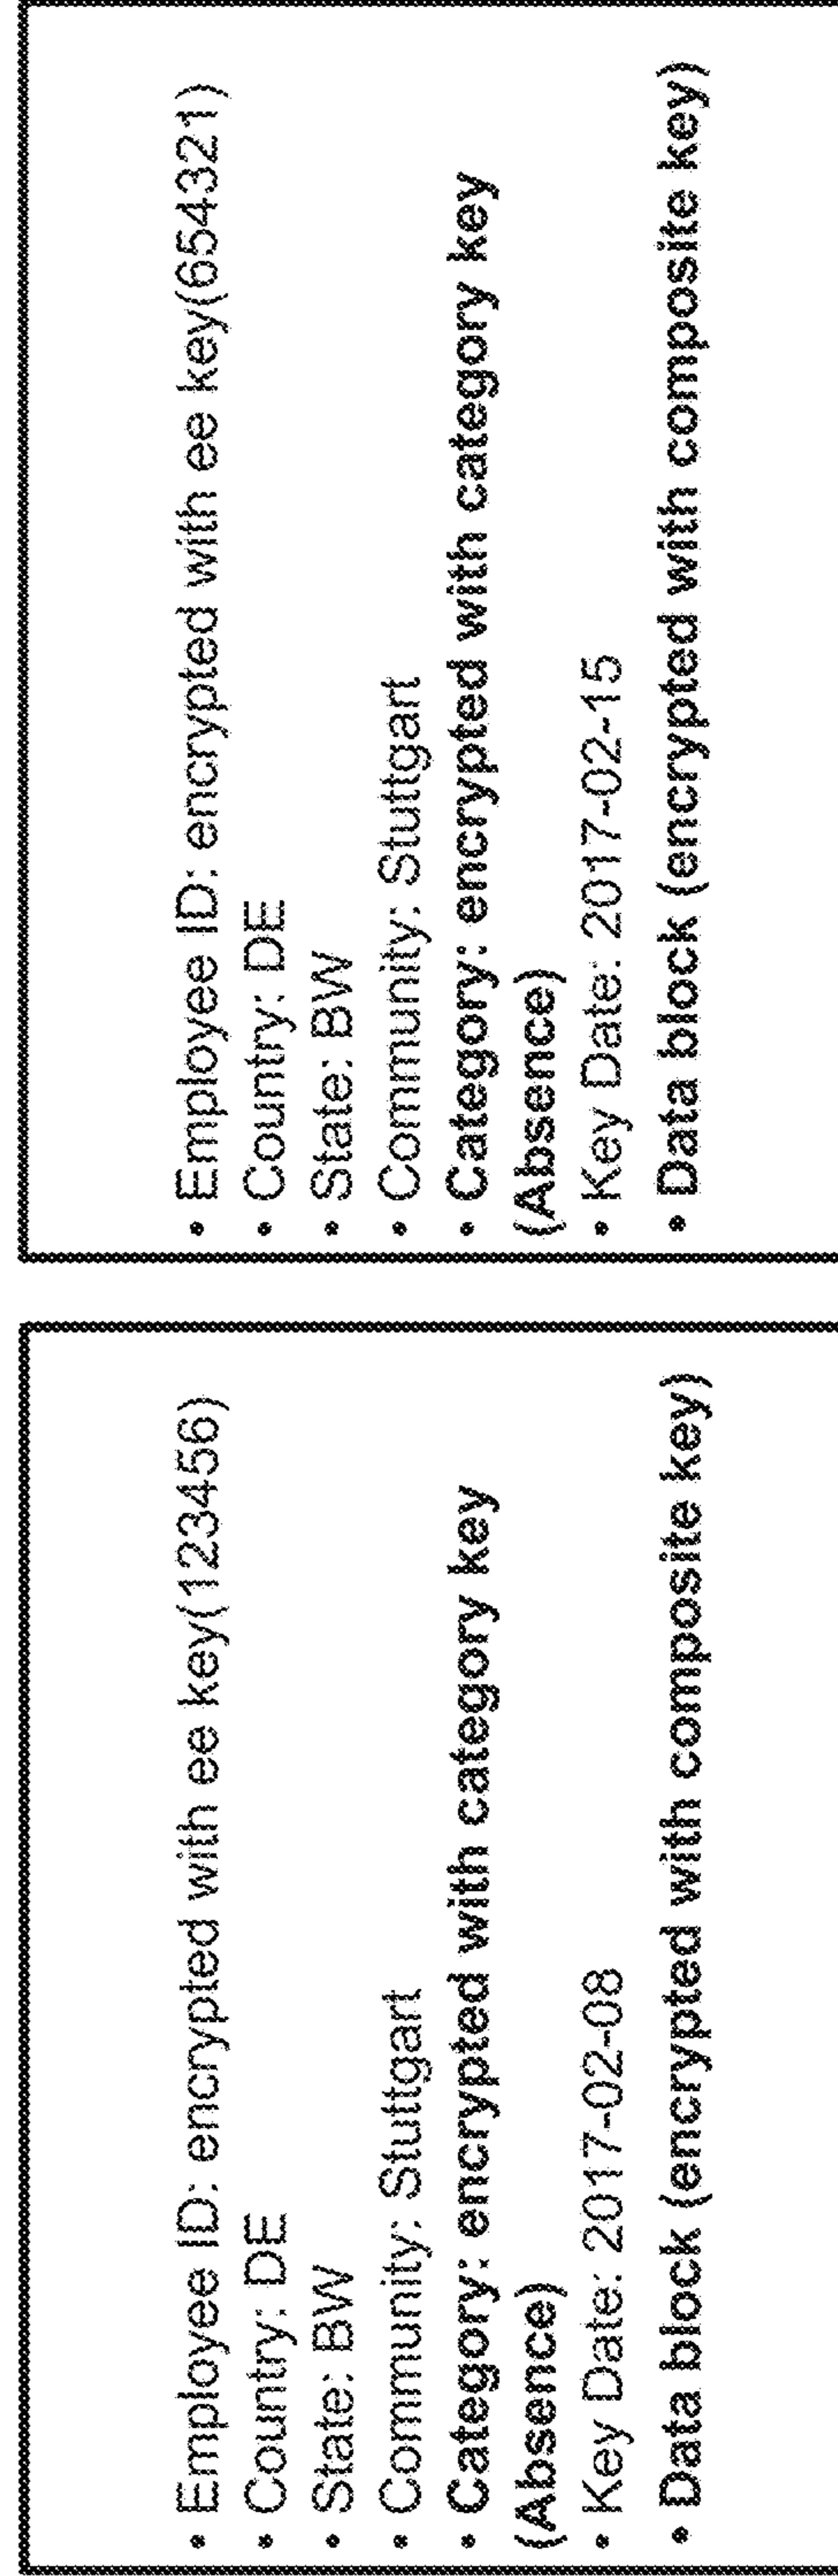 • Employee ID: encrypted with ee key(123456)
• Country: DE
• State: BW
• Community: Stuttgart
• Category: encrypted with category key
(Absence)
• Key Date: 2017-02-08
• Data block (encrypted with composite key)
• Employee ID: encrypted with ee key(654321)
• Country: DE
• State: BW
• Community: Stuttgart
• Category: encrypted with category key
(Absence)
• Key Date: 2017-02-15
• Data block (encrypted with composite key)